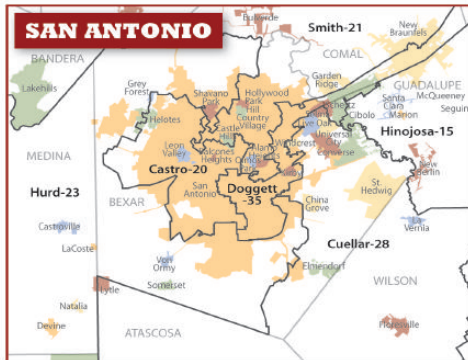 SAN ANTONIO
Bulverde
Smith-21
New
Braunfels
BANDERA
COMAL
Lakehills
Grey
Forest
Shavano
Park
Hollywood
Park
Hill
Country
Village
Garden
Ridge
GUADALUPE
Schertz
Cibolo
Santa
Clara
Marion
McQueeney
Seguin
Helotes
Live Oak
Universal
City
Converse
Hinojosa-15
Castle Hills
Leon
Valley
Balcones
Heights
Windcrest
Kirby
New
Berlin
MEDINA
Castro-20
San
Antonio
Doggett
-35
St.
Hedwig
Hurd-23
BEXAR
China
Grove
La
Vernia
Castroville
Cuellar-28
LaCoste
Von
Ormy
Elmendorf
WILSON
Lytle
Somerset
Natalia
Devine
ATASCOSA
Floresville